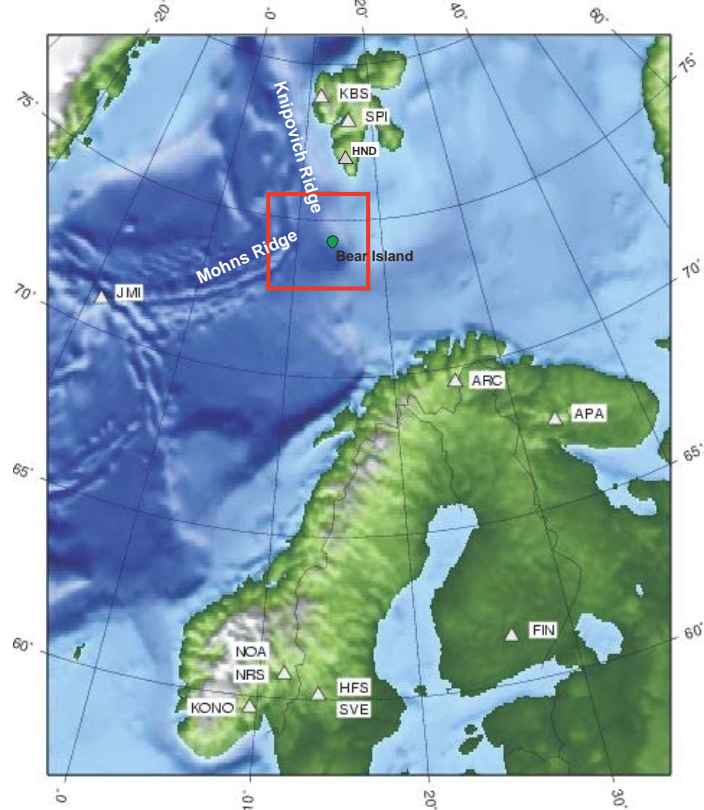 -20°
0°
20°
40°
60°
75°
75°
KBS
SPI
HND
Knipovich Ridge
Mohns Ridge
Bear Island
70°
70°
JMI
ARC
APA
65°
65°
60°
60°
FIN
NOA
NRS
HFS
KONO
SVE
0°
10°
20°
30°